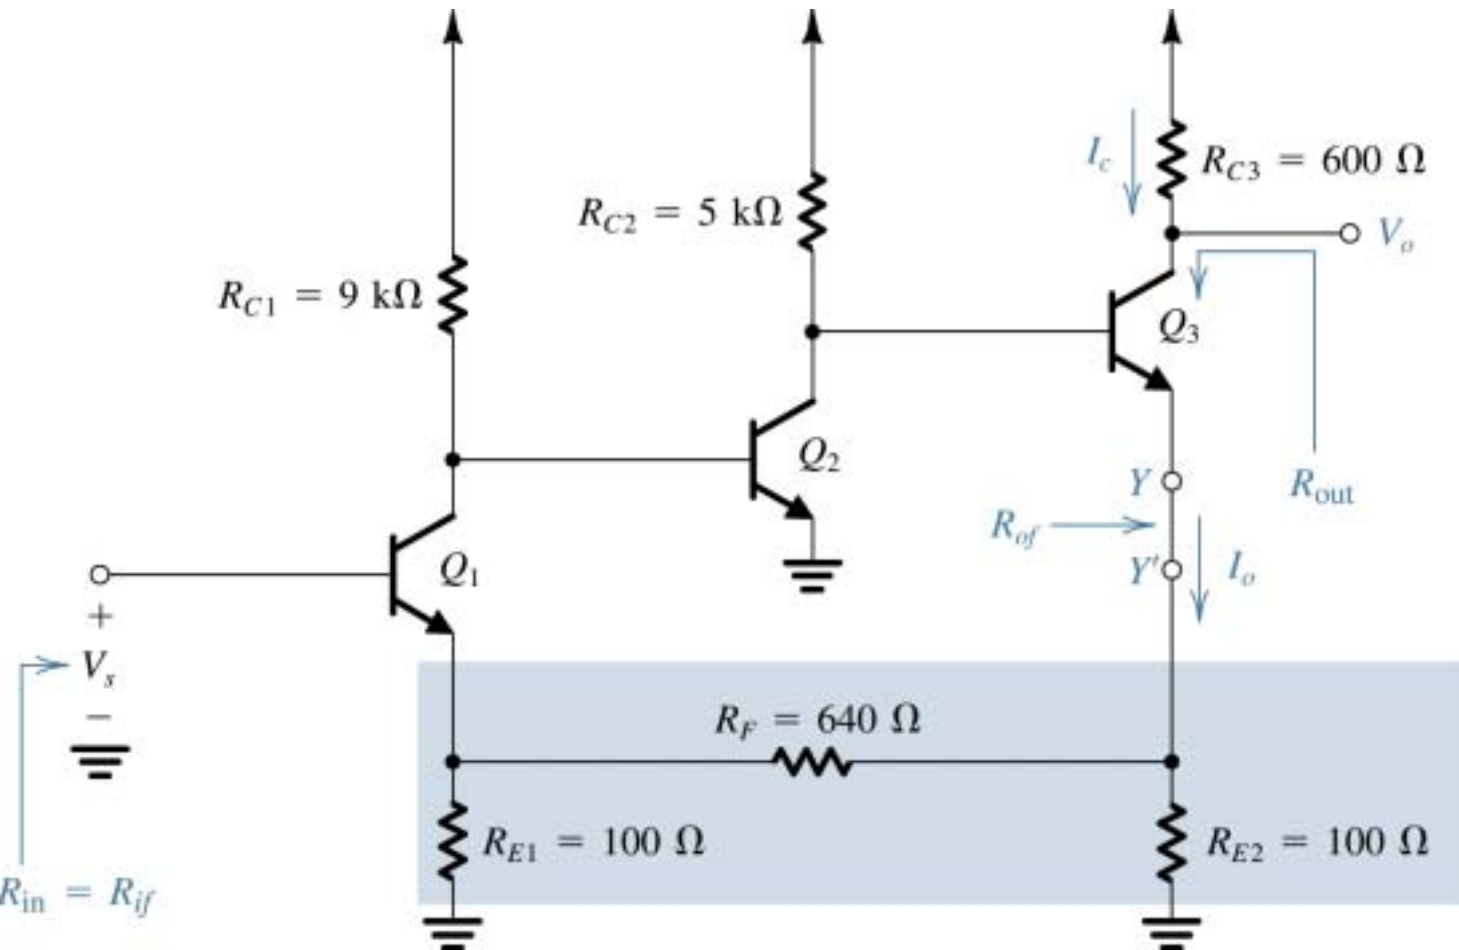 I_c
R_C3 = 600 Ω
R_C2 = 5 kΩ
V_o
R_C1 = 9 kΩ
Q_3
Q_2
Y
R_out
R_of
Q_1
Y'
I_o
+
V_s
−
R_F = 640 Ω
R_E1 = 100 Ω
R_E2 = 100 Ω
R_in = R_if